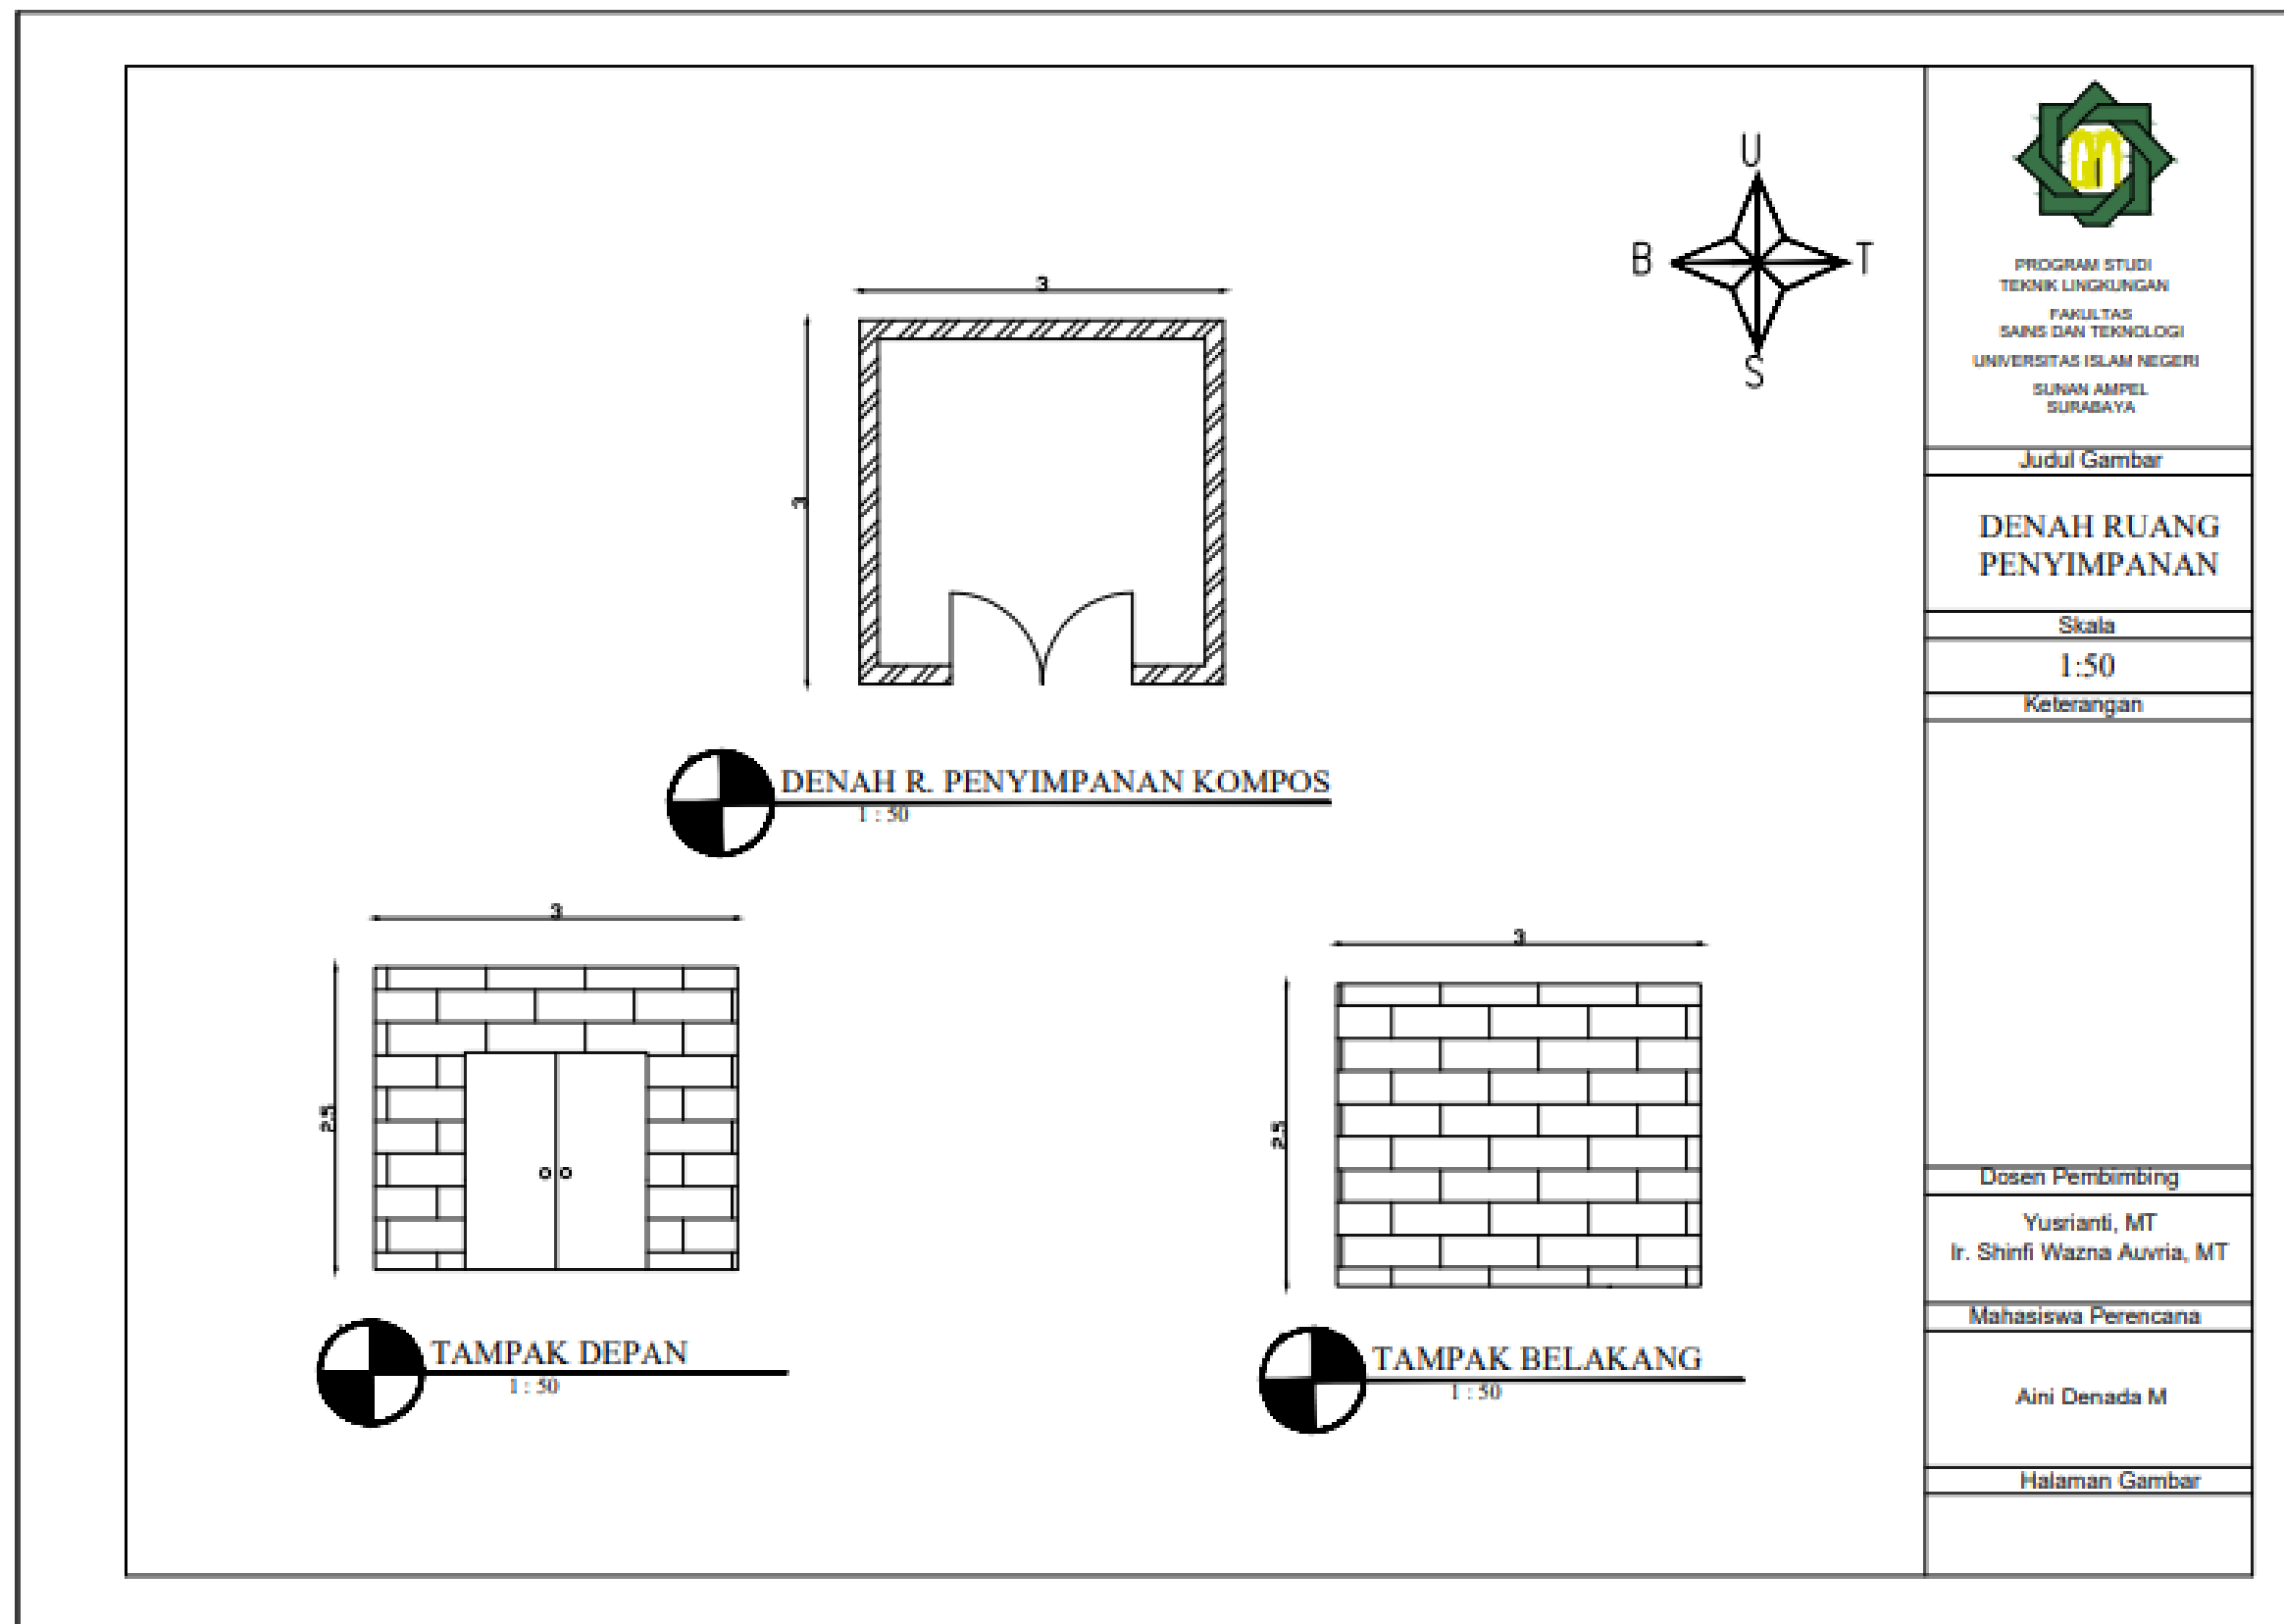 U
B
T
S
3
3
DENAH R. PENYIMPANAN KOMPOS
1 : 50
3
2.5
TAMPAK DEPAN
1 : 50
3
2.5
TAMPAK BELAKANG
1 : 50
PROGRAM STUDI
TEKNIK LINGKUNGAN
FAKULTAS
SAINS DAN TEKNOLOGI
UNIVERSITAS ISLAM NEGERI
SUNAN AMPEL
SURABAYA
Judul Gambar
DENAH RUANG
PENYIMPANAN
Skala
1:50
Keterangan
Dosen Pembimbing
Yusrianti, MT
Ir. Shinfi Wazna Auvria, MT
Mahasiswa Perencana
Aini Denada M
Halaman Gambar